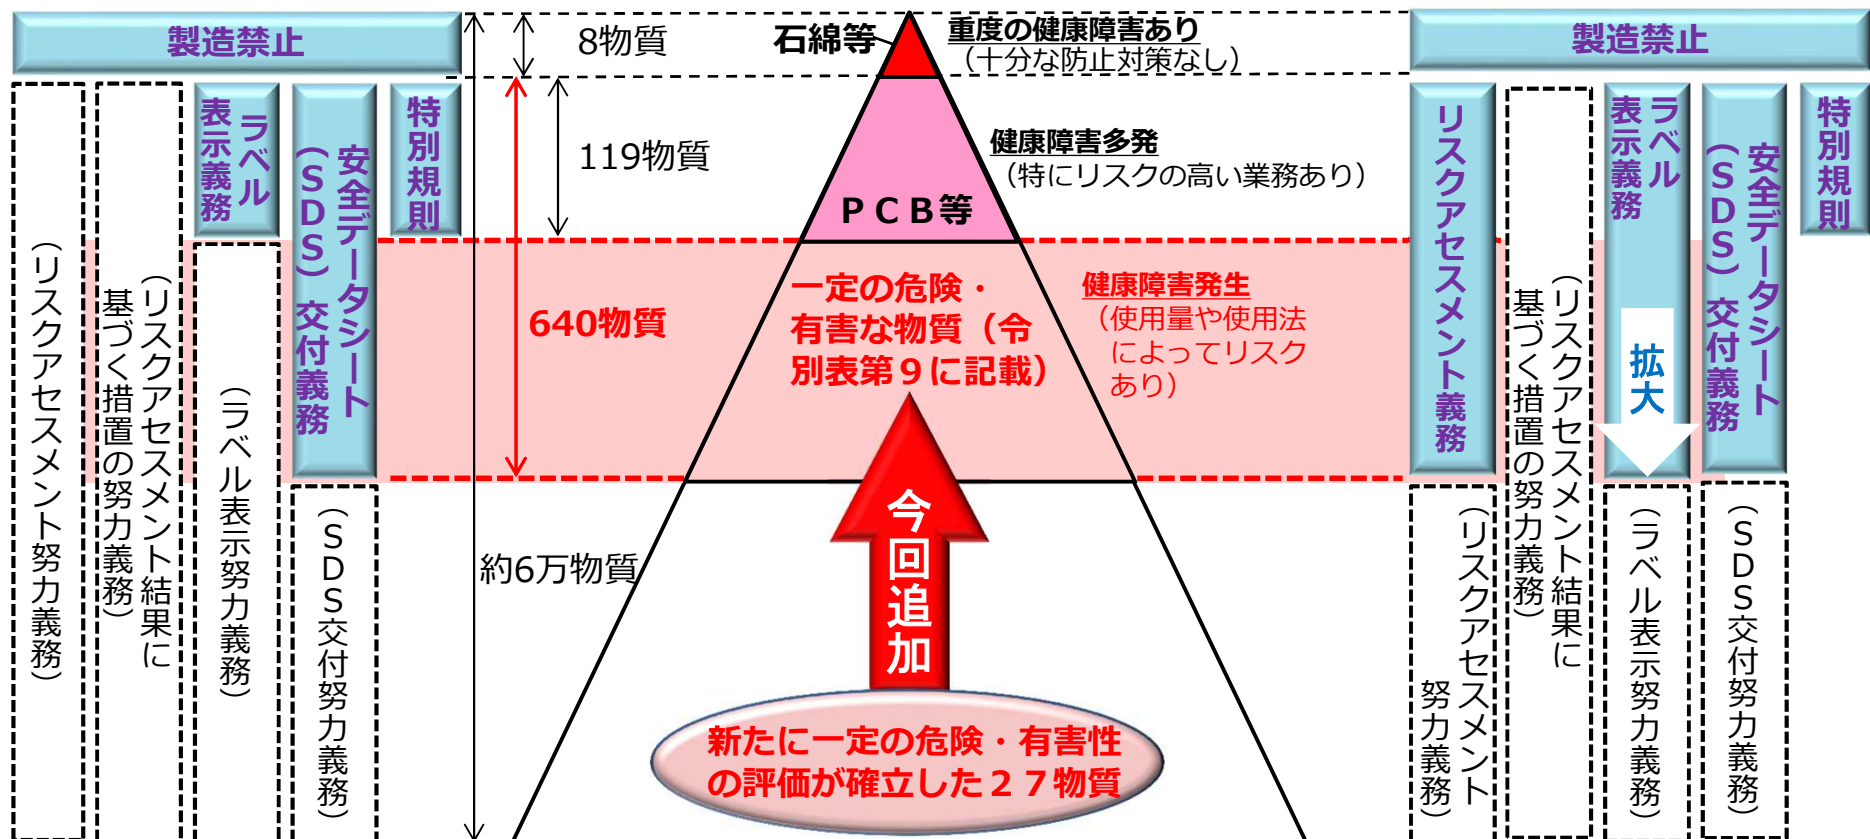 製造禁止
(リスクアセスメント努力義務)
(リスクアセスメント結果に
基づく措置の努力義務)
ラベル
表示義務
(ラベル表示努力義務)
安全データシート
(SDS)交付義務
(SDS交付努力義務)
特別規則
8物質
119物質
640物質
約6万物質
石綿等
重度の健康障害あり
(十分な防止対策なし)
健康障害多発
(特にリスクの高い業務あり)
PCB等
一定の危険・
有害な物質(令
別表第9に記載)
健康障害発生
(使用量や使用法
によってリスク
あり)
今回追加
新たに一定の危険・有害性
の評価が確立した27物質
製造禁止
リスクアセスメント義務
(リスクアセスメント
努力義務)
(リスクアセスメント結果に
基づく措置の努力義務)
ラベル
表示義務
拡大
(ラベル表示努力義務)
安全データシート
(SDS)交付義務
(SDS交付努力義務)
特別規則